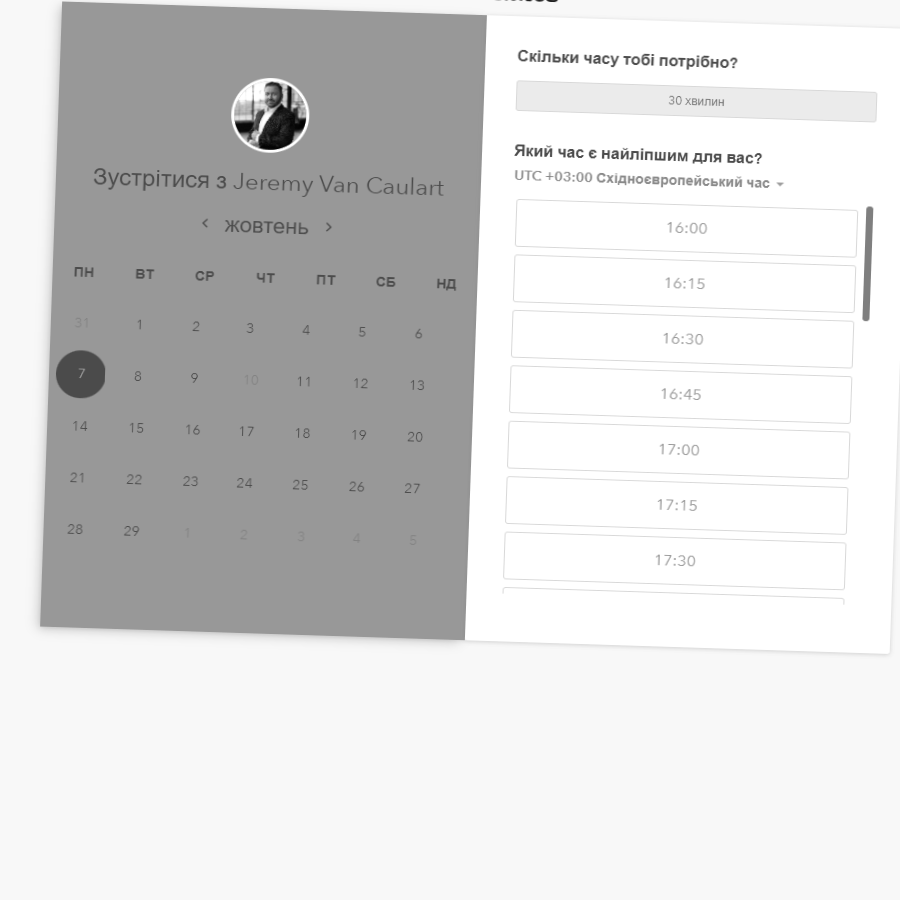 Зустрітися з Jeremy Van Caulart
жовтень
ПН ВТ СР ЧТ ПТ СБ НД
31 1 2 3 4 5 6
7 8 9 10 11 12 13
14 15 16 17 18 19 20
21 22 23 24 25 26 27
28 29 1 2 3 4 5
Скільки часу тобі потрібно?
30 хвилин
Який час є найліпшим для вас?
UTC +03:00 Східноєвропейський час
16:00
16:15
16:30
16:45
17:00
17:15
17:30